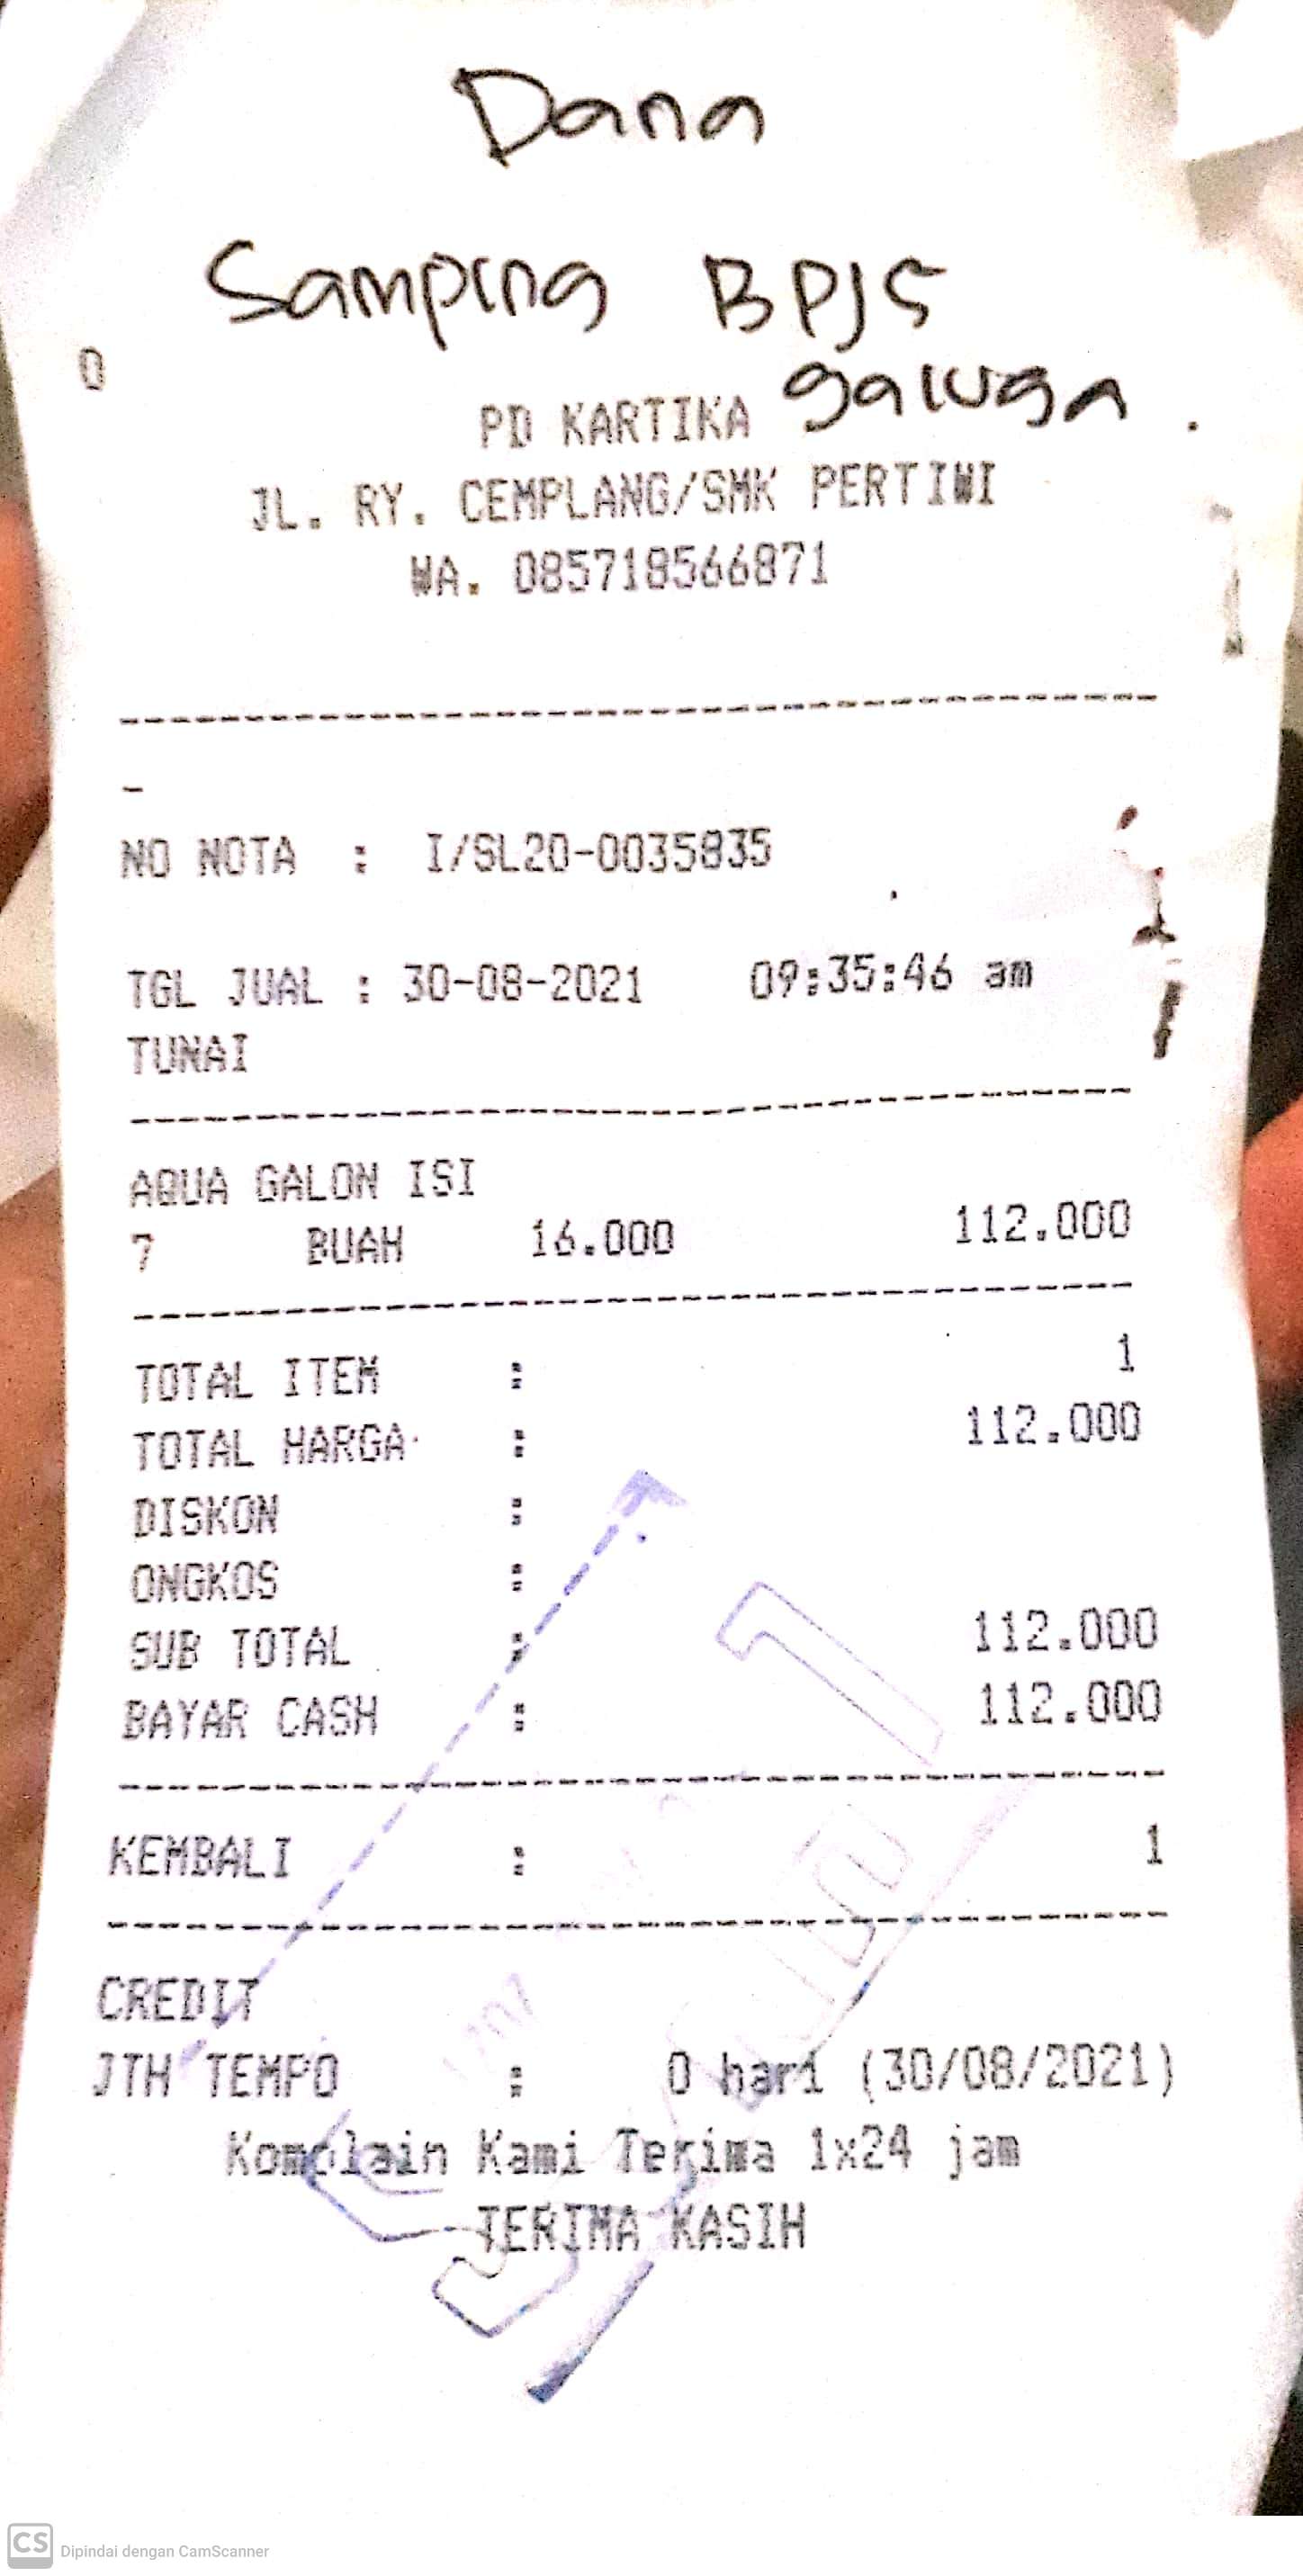 Dana
Samping BPJS
galuga.
0
PD KARTIKA
JL. RY. CEMPLANG/SMK PERTIWI
WA. 085718566871
-
NO NOTA : I/SL20-0035835
TGL JUAL : 30-08-2021 09:35:46 am
TUNAI
AQUA GALON ISI
7 BUAH 16.000 112.000
TOTAL ITEM : 1
TOTAL HARGA : 112.000
DISKON :
ONGKOS :
SUB TOTAL : 112.000
BAYAR CASH : 112.000
KEMBALI : 1
CREDIT
JTH TEMPO : 0 hari (30/08/2021)
Komplain Kami Terima 1x24 jam
TERIMA KASIH
CS Dipindai dengan CamScanner